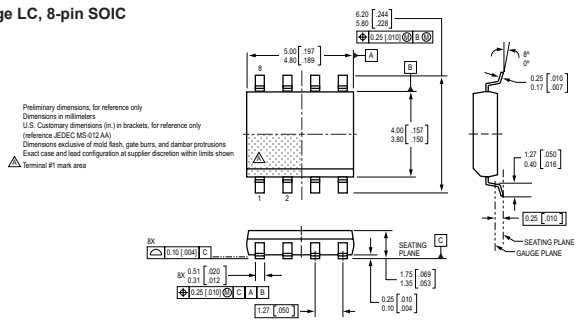 ge LC, 8-pin SOIC
6.20 [.244
5.80 .228]
⌖ 0.25 [.010] Ⓜ B Ⓜ
5.00 [.197
4.80 .189]
A
8
B
8º
0º
0.25 [.010
0.17 .007]
Preliminary dimensions, for reference only
Dimensions in millimeters
U.S. Customary dimensions (in.) in brackets, for reference only
(reference JEDEC MS-012 AA)
Dimensions exclusive of mold flash, gate burrs, and dambar protrusions
Exact case and lead configuration at supplier discretion within limits shown
A Terminal #1 mark area
4.00 [.157
3.80 .150]
A
1 2
1.27 [.050
0.40 .016]
0.25 [.010]
SEATING PLANE
GAUGE PLANE
8X
⌓ 0.10 [.004] C
SEATING
PLANE
C
8X 0.51 [.020
0.31 .012]
⌖ 0.25 [.010] Ⓜ C A B
1.75 [.069
1.35 .053]
0.25 [.010
0.10 .004]
1.27 [.050]